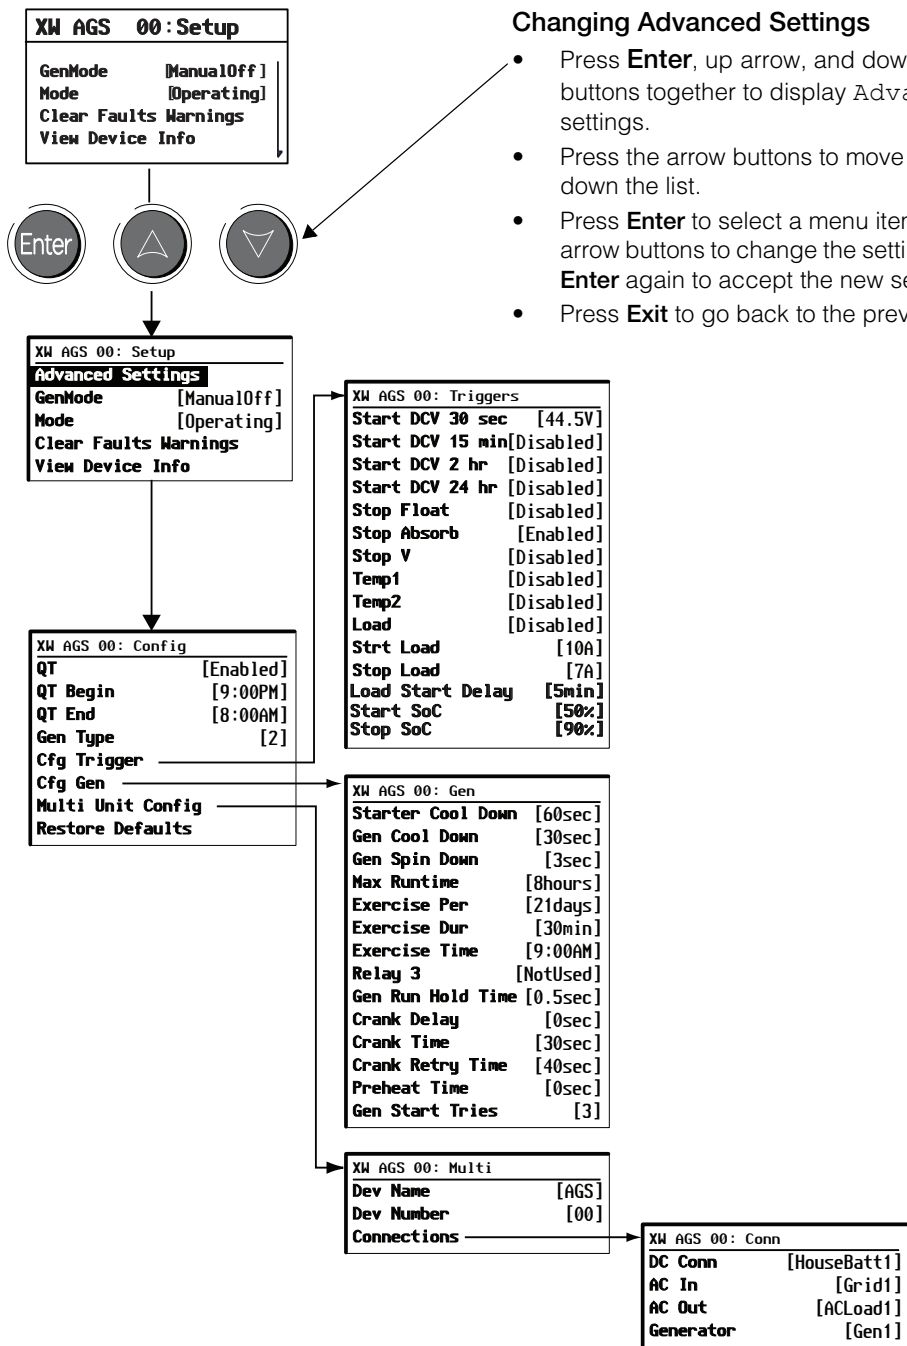 XW AGS 00:Setup
GenMode [ManualOff]
Mode [Operating]
Clear Faults Warnings
View Device Info
Enter
Changing Advanced Settings
• Press Enter, up arrow, and dow
buttons together to display Adva
settings.
• Press the arrow buttons to move
down the list.
• Press Enter to select a menu iter
arrow buttons to change the setti
Enter again to accept the new se
• Press Exit to go back to the prev
XW AGS 00: Setup
Advanced Settings
GenMode [ManualOff]
Mode [Operating]
Clear Faults Warnings
View Device Info
XW AGS 00: Config
QT [Enabled]
QT Begin [9:00PM]
QT End [8:00AM]
Gen Type [2]
Cfg Trigger
Cfg Gen
Multi Unit Config
Restore Defaults
XW AGS 00: Triggers
Start DCV 30 sec [44.5V]
Start DCV 15 min[Disabled]
Start DCV 2 hr [Disabled]
Start DCV 24 hr [Disabled]
Stop Float [Disabled]
Stop Absorb [Enabled]
Stop V [Disabled]
Temp1 [Disabled]
Temp2 [Disabled]
Load [Disabled]
Strt Load [10A]
Stop Load [7A]
Load Start Delay [5min]
Start SoC [50%]
Stop SoC [90%]
XW AGS 00: Gen
Starter Cool Down [60sec]
Gen Cool Down [30sec]
Gen Spin Down [3sec]
Max Runtime [8hours]
Exercise Per [21days]
Exercise Dur [30min]
Exercise Time [9:00AM]
Relay 3 [NotUsed]
Gen Run Hold Time [0.5sec]
Crank Delay [0sec]
Crank Time [30sec]
Crank Retry Time [40sec]
Preheat Time [0sec]
Gen Start Tries [3]
XW AGS 00: Multi
Dev Name [AGS]
Dev Number [00]
Connections
XW AGS 00: Conn
DC Conn [HouseBatt1]
AC In [Grid1]
AC Out [ACLoad1]
Generator [Gen1]